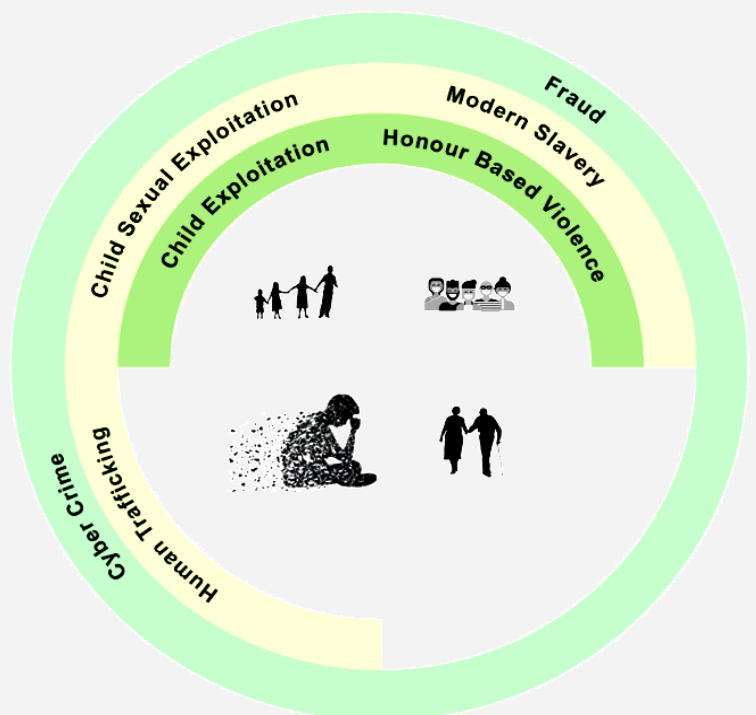 Fraud
Modern Slavery
Child Sexual Exploitation
Honour Based Violence
Child Exploitation
Human Trafficking
Cyber Crime